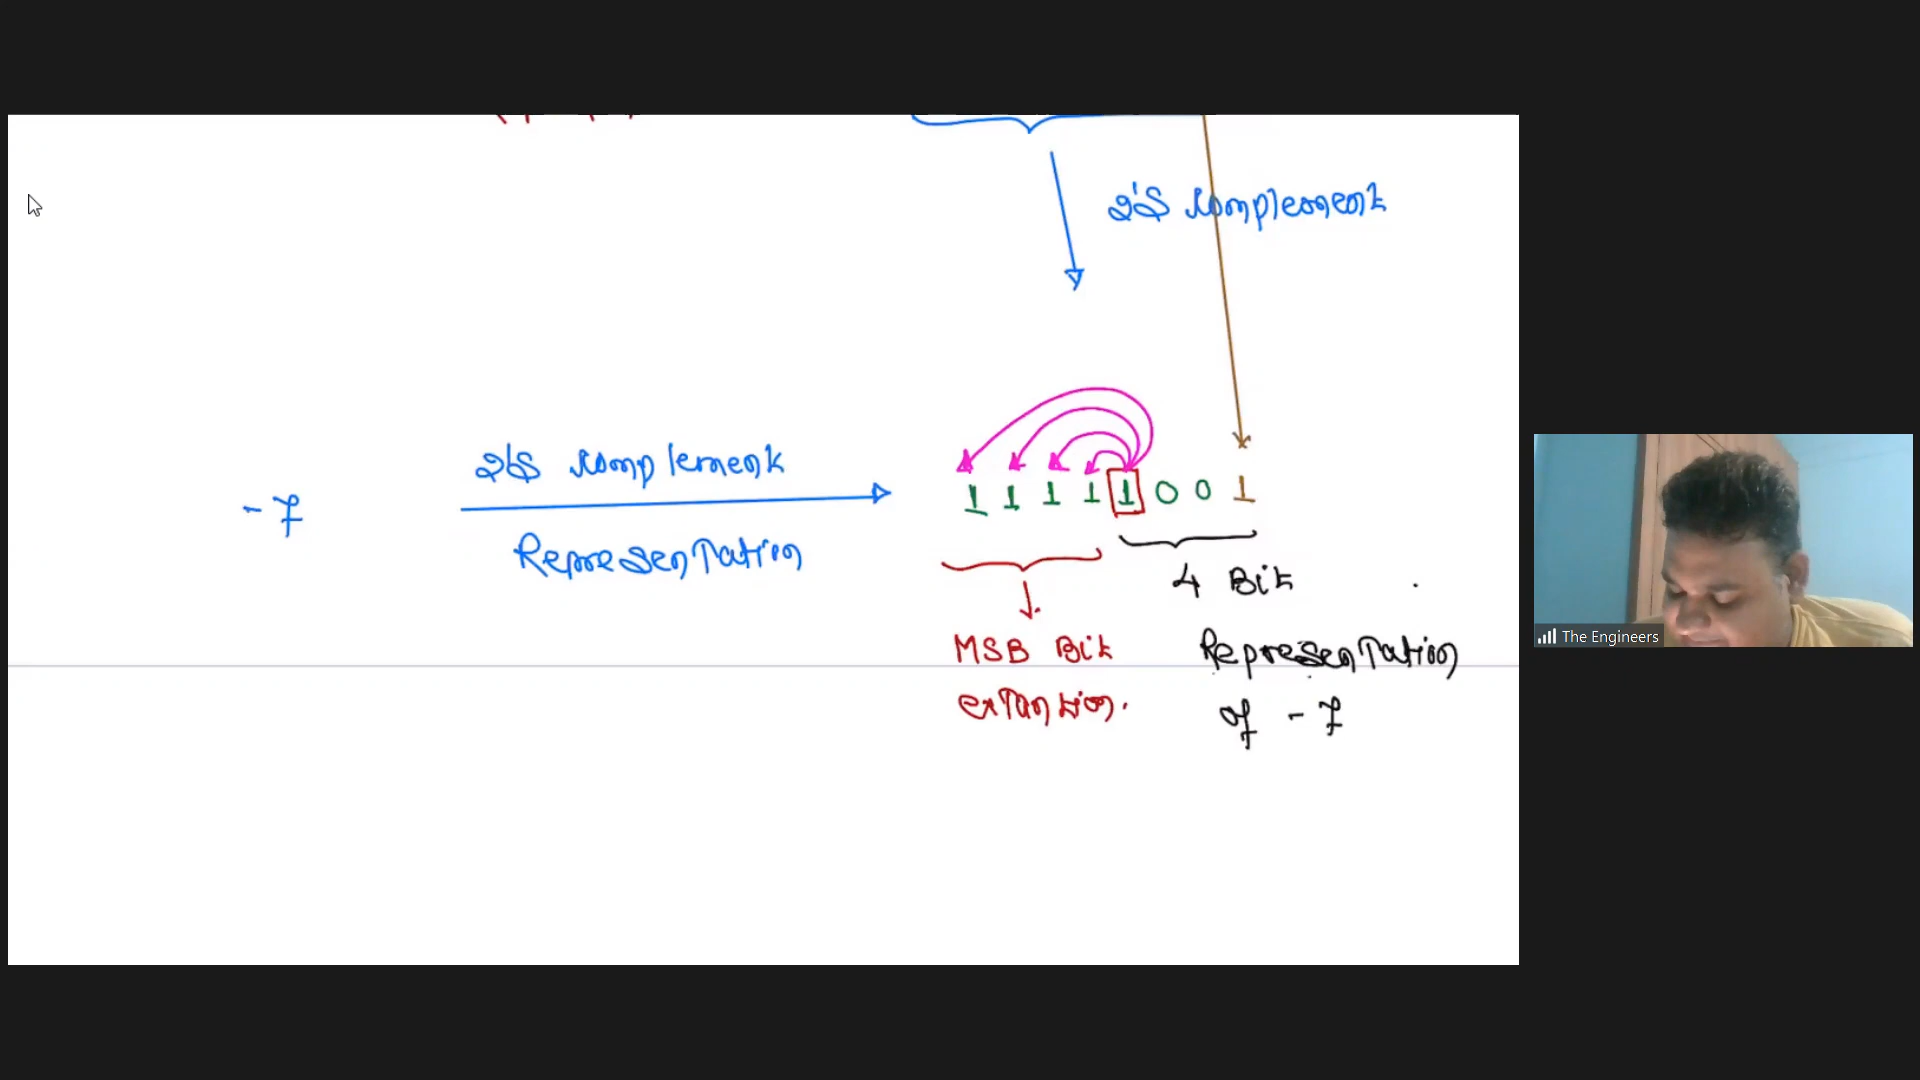 2'S complement
2'S complement
- 7
Representation
1 1 1 1 1 0 0 1
4 Bit
MSB Bit
Representation
extantion.
of - 7
The Engineers